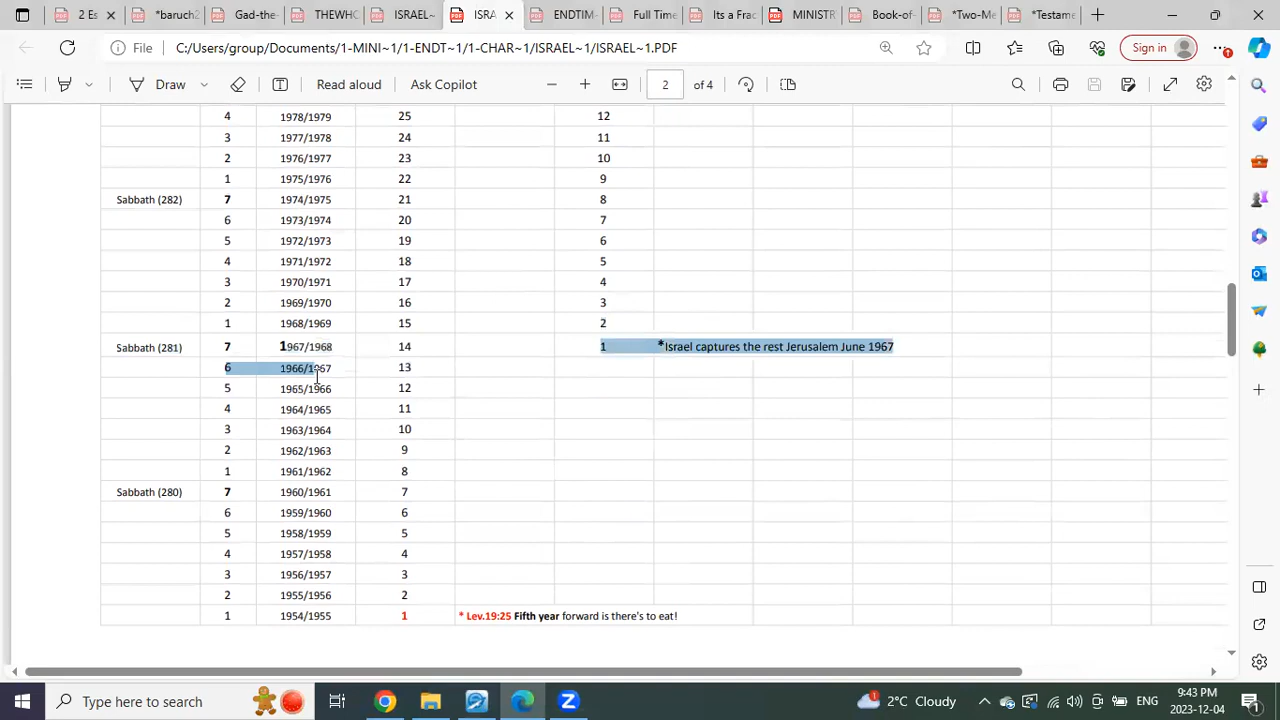 2 Es
*baruch2
Gad-the-
THEWHO
ISRAEL~
ISRA
ENDTIM-
Full Time
Its a Frac
MINISTR
Book-of-
*Two-Me
*Testame
File C:/Users/group/Documents/1-MINI~1/1-ENDT~1/1-CHAR~1/ISRAEL~1/ISRAEL~1.PDF
Sign in
Draw
Read aloud
Ask Copilot
2 of 4
4 1978/1979 25 12
3 1977/1978 24 11
2 1976/1977 23 10
1 1975/1976 22 9
Sabbath (282) 7 1974/1975 21 8
6 1973/1974 20 7
5 1972/1973 19 6
4 1971/1972 18 5
3 1970/1971 17 4
2 1969/1970 16 3
1 1968/1969 15 2
Sabbath (281) 7 1967/1968 14 1 *Israel captures the rest Jerusalem June 1967
6 1966/1967 13
5 1965/1966 12
4 1964/1965 11
3 1963/1964 10
2 1962/1963 9
1 1961/1962 8
Sabbath (280) 7 1960/1961 7
6 1959/1960 6
5 1958/1959 5
4 1957/1958 4
3 1956/1957 3
2 1955/1956 2
1 1954/1955 1 * Lev.19:25 Fifth year forward is there's to eat!
Type here to search
1
2°C Cloudy
ENG
9:43 PM
2023-12-04
1